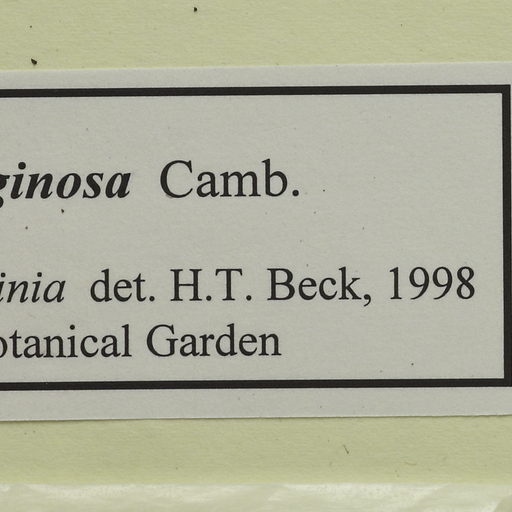 ginosa Camb.
inia det. H.T. Beck, 1998
otanical Garden